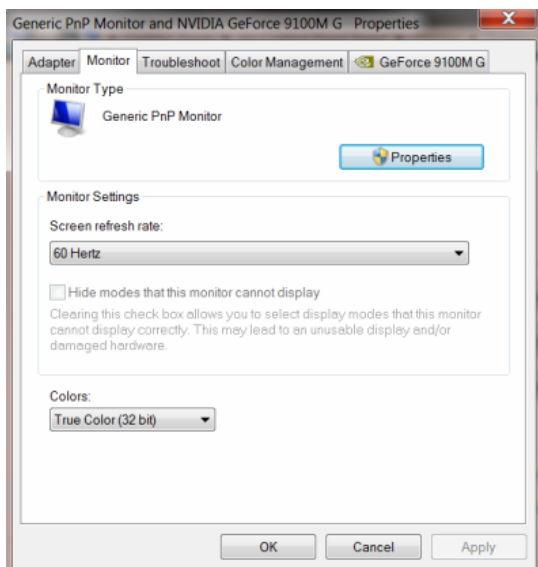 Generic PnP Monitor and NVIDIA GeForce 9100M G Properties
X
Adapter Monitor Troubleshoot Color Management GeForce 9100M G
Monitor Type
Generic PnP Monitor
Properties
Monitor Settings
Screen refresh rate:
60 Hertz
Hide modes that this monitor cannot display
Clearing this check box allows you to select display modes that this monitor
cannot display correctly. This may lead to an unusable display and/or
damaged hardware.
Colors:
True Color (32 bit)
OK Cancel Apply